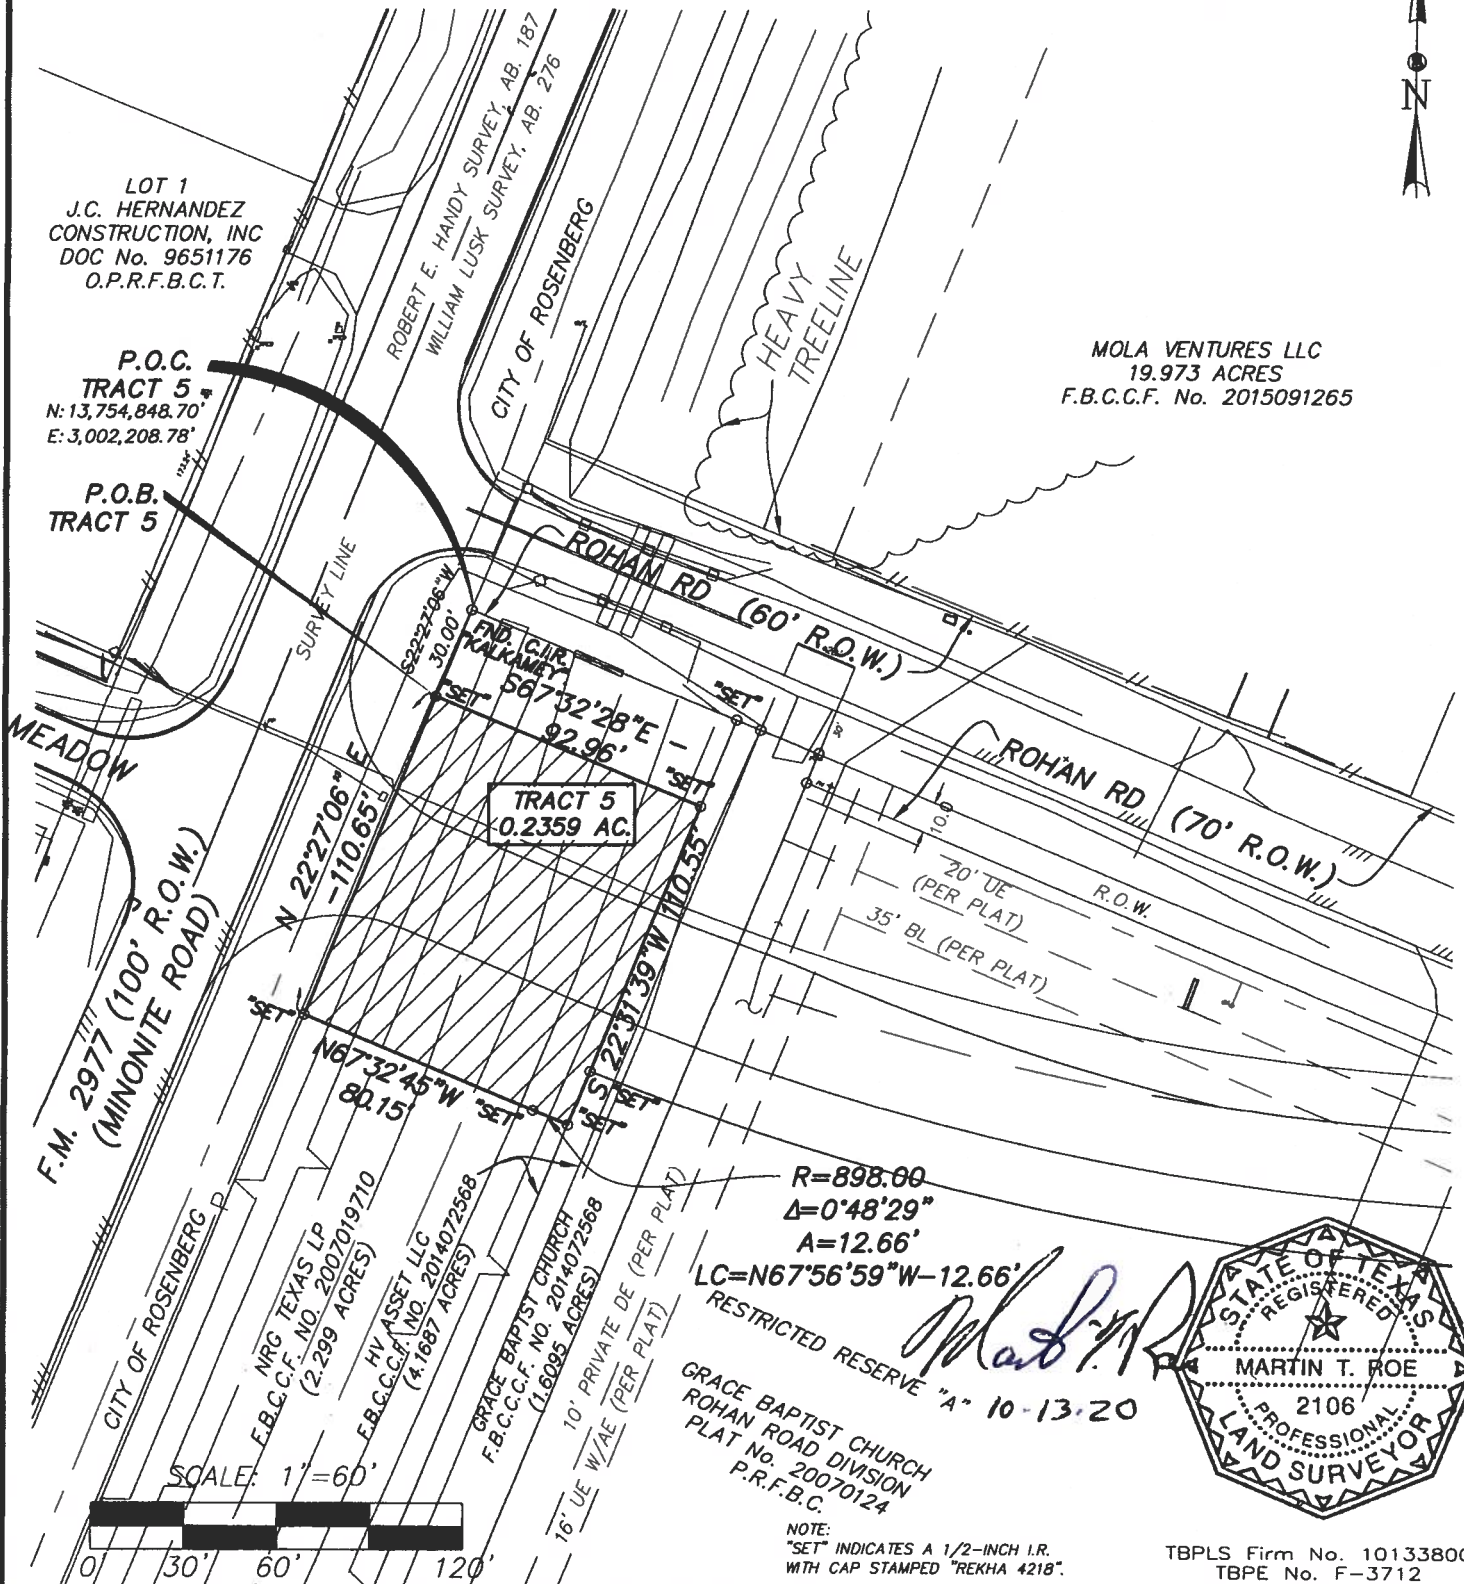 N
ROBERT E. HANDY SURVEY, AB. 187
WILLIAM LUSK SURVEY, AB. 276
LOT 1
J.C. HERNANDEZ
CONSTRUCTION, INC
DOC No. 9651176
O.P.R.F.B.C.T.
CITY OF ROSENBERG
HEAVY
TREELINE
MOLA VENTURES LLC
19.973 ACRES
F.B.C.C.F. No. 2015091265
P.O.C.
TRACT 5
N: 13,754,848.70'
E: 3,002,208.78'
P.O.B.
TRACT 5
SURVEY LINE
ROHAN RD (60' R.O.W.)
S22°27'06"W
30.00'
FND. C.I.R.
"KALKAMEY"
"SET"
S67°32'28"E -
92.96'
"SET"
"SET"
MEADOW
N 22°27'06" E
-110.65'
TRACT 5
0.2359 AC.
ROHAN RD (70' R.O.W.)
30'
10.0
20' UE
(PER PLAT)
R.O.W.
35' BL (PER PLAT)
S 22°31'39"W 110.55'
F.M. 2977 (100' R.O.W.)
(MINONITE ROAD)
"SET"
N67°32'45"W
80.15'
"SET"
"SET"
"SET"
R=898.00
Δ=0°48'29"
A=12.66'
LC=N67°56'59"W-12.66'
CITY OF ROSENBERG
P
NRG TEXAS LP
F.B.C.C.F. NO. 2007019710
(2.299 ACRES)
HV ASSET LLC
F.B.C.C.F. NO. 2014072568
(4.1687 ACRES)
GRACE BAPTIST CHURCH
F.B.C.C.F. NO. 2014072568
(1.6095 ACRES)
10' PRIVATE DE (PER PLAT)
16' UE W/AE (PER PLAT)
RESTRICTED RESERVE "A"
10-13-20
GRACE BAPTIST CHURCH
ROHAN ROAD DIVISION
PLAT No. 20070124
P.R.F.B.C.
STATE OF TEXAS
REGISTERED
MARTIN T. ROE
2106
PROFESSIONAL
LAND SURVEYOR
SCALE: 1"=60'
0' 30' 60' 120'
NOTE:
"SET" INDICATES A 1/2-INCH I.R.
WITH CAP STAMPED "REKHA 4218".
TBPLS Firm No. 10133800
TBPE No. F-3712